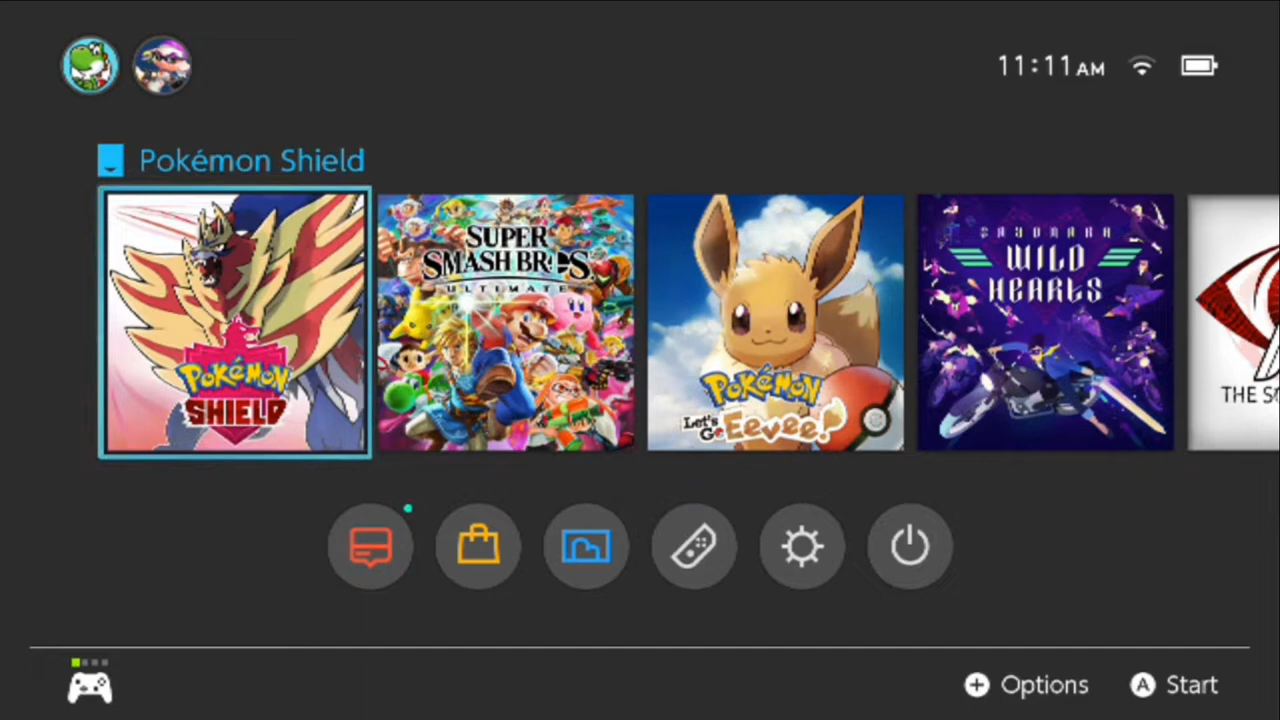 11:11 AM
Pokémon Shield
POKÉMON
SHIELD
SUPER
SMASH BROS.
ULTIMATE
POKÉMON
Let's Go Eevee!
SAYONARA
WILD
HEARTS
THE S
A
Options
A Start